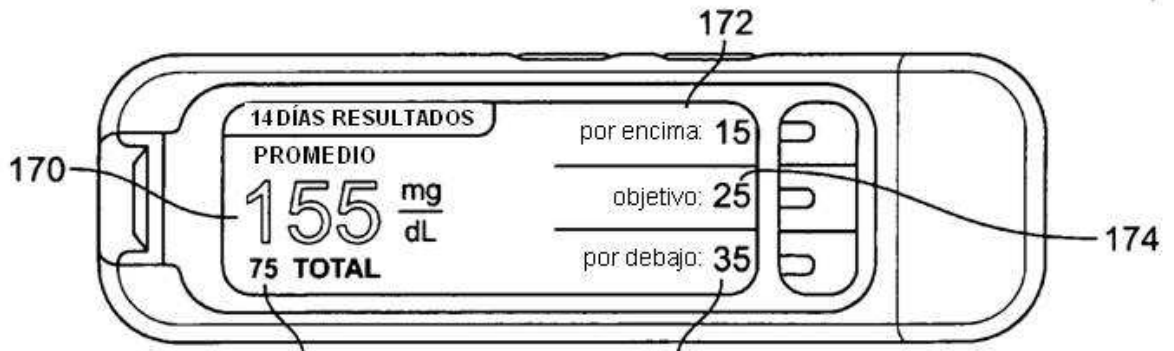 172
14 DÍAS RESULTADOS
por encima: 15
PROMEDIO
170
155 mg/dL
objetivo: 25
174
75 TOTAL
por debajo: 35